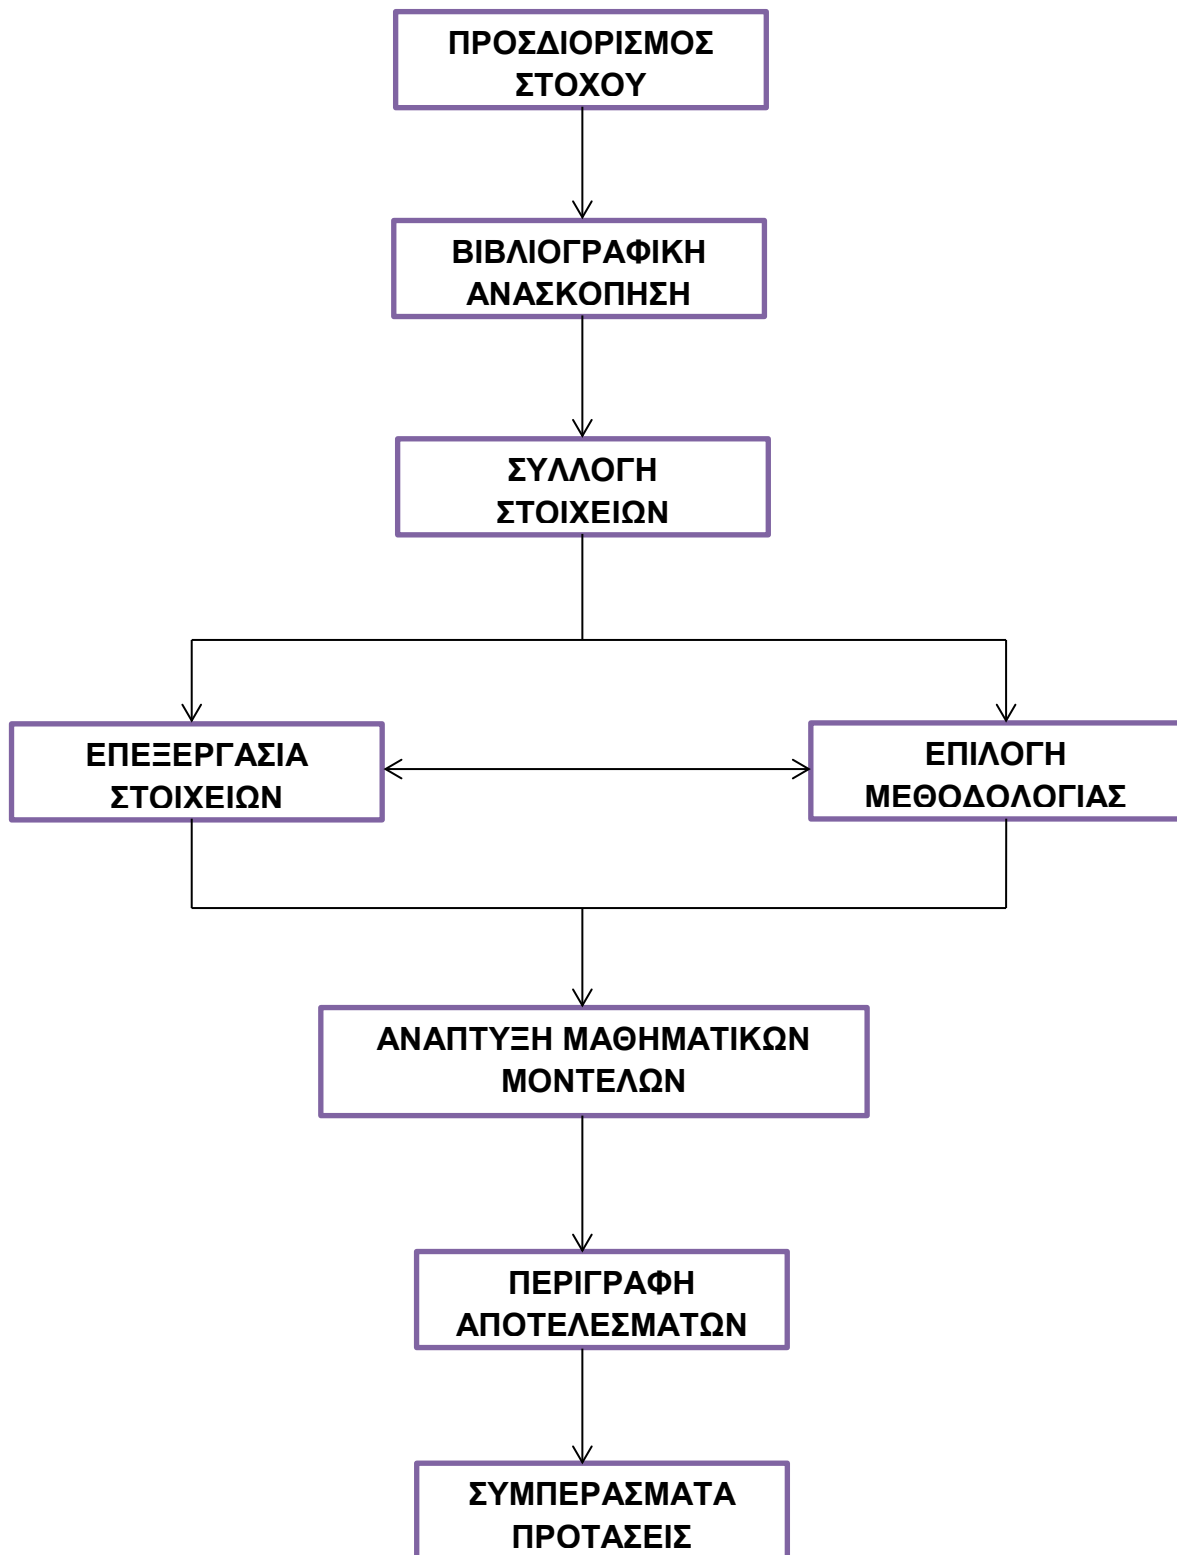 ΠΡΟΣΔΙΟΡΙΣΜΟΣ
ΣΤΟΧΟΥ
ΒΙΒΛΙΟΓΡΑΦΙΚΗ
ΑΝΑΣΚΟΠΗΣΗ
ΣΥΛΛΟΓΗ
ΣΤΟΙΧΕΙΩΝ
ΕΠΕΞΕΡΓΑΣΙΑ
ΣΤΟΙΧΕΙΩΝ
ΕΠΙΛΟΓΗ
ΜΕΘΟΔΟΛΟΓΙΑΣ
ΑΝΑΠΤΥΞΗ ΜΑΘΗΜΑΤΙΚΩΝ
ΜΟΝΤΕΛΩΝ
ΠΕΡΙΓΡΑΦΗ
ΑΠΟΤΕΛΕΣΜΑΤΩΝ
ΣΥΜΠΕΡΑΣΜΑΤΑ
ΠΡΟΤΑΣΕΙΣ